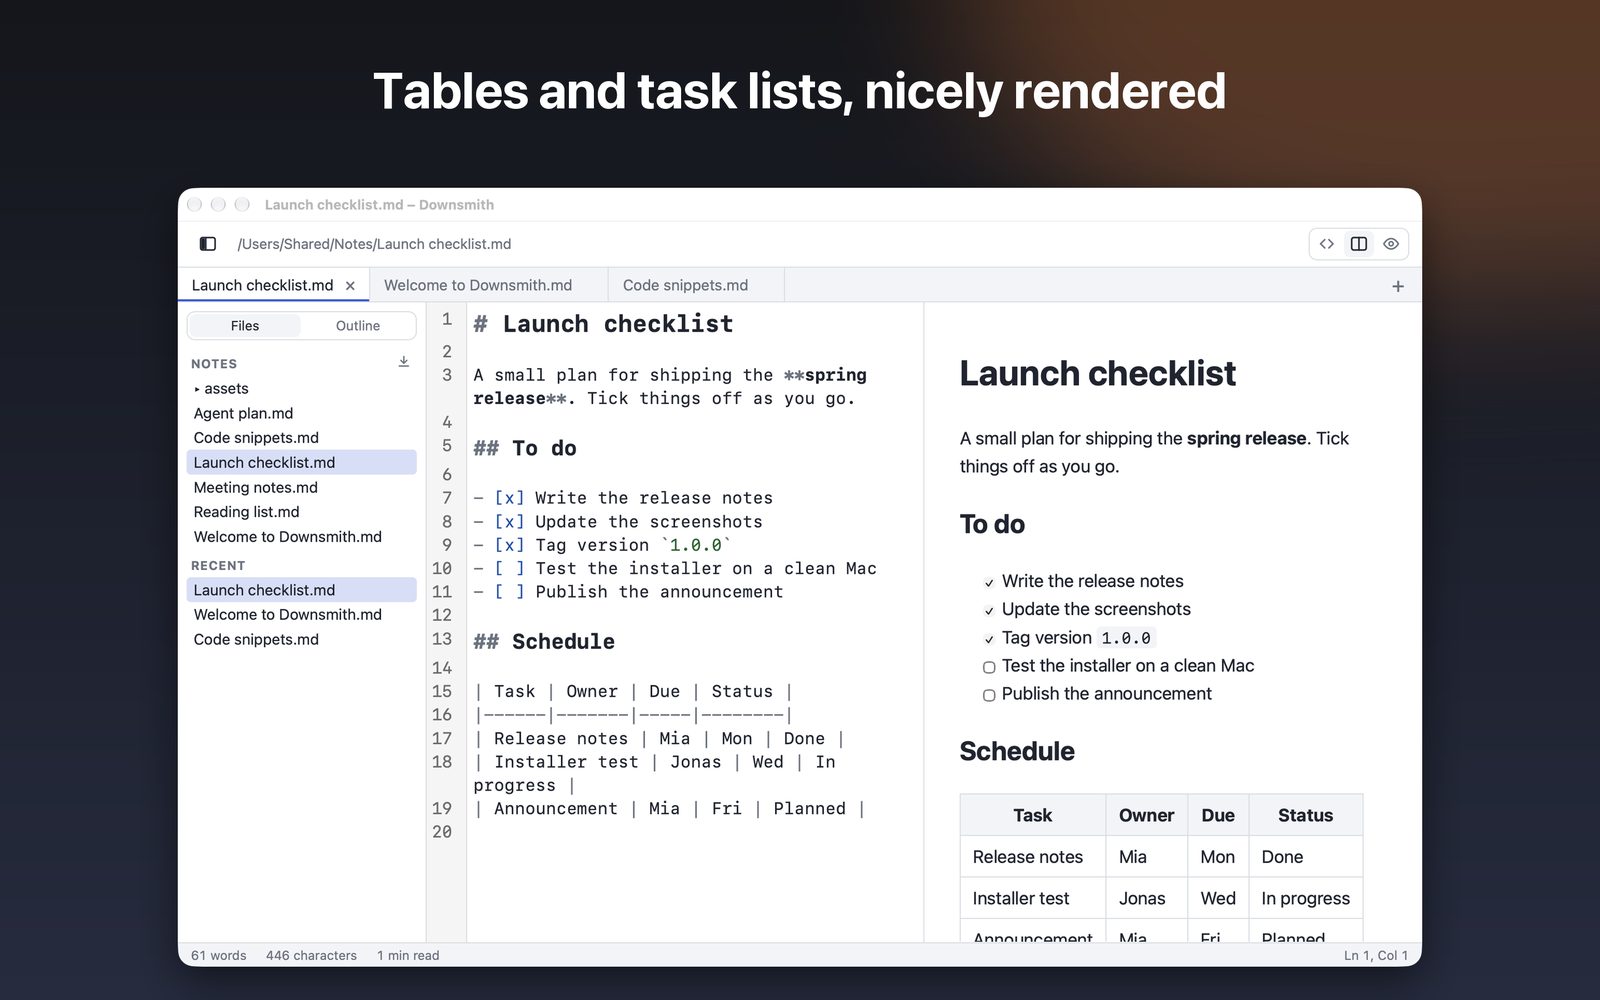 Tables and task lists, nicely rendered
Launch checklist.md – Downsmith
/Users/Shared/Notes/Launch checklist.md
Launch checklist.md
Welcome to Downsmith.md
Code snippets.md
Files
Outline
NOTES
assets
Agent plan.md
Code snippets.md
Launch checklist.md
Meeting notes.md
Reading list.md
Welcome to Downsmith.md
RECENT
Launch checklist.md
Welcome to Downsmith.md
Code snippets.md
1 # Launch checklist
2
3 A small plan for shipping the **spring
release**. Tick things off as you go.
4
5 ## To do
6
7 - [x] Write the release notes
8 - [x] Update the screenshots
9 - [x] Tag version `1.0.0`
10 - [ ] Test the installer on a clean Mac
11 - [ ] Publish the announcement
12
13 ## Schedule
14
15 | Task | Owner | Due | Status |
16 |------|-------|-----|--------|
17 | Release notes | Mia | Mon | Done |
18 | Installer test | Jonas | Wed | In
progress |
19 | Announcement | Mia | Fri | Planned |
20
Launch checklist
A small plan for shipping the spring release. Tick
things off as you go.
To do
Write the release notes
Update the screenshots
Tag version 1.0.0
Test the installer on a clean Mac
Publish the announcement
Schedule
Task Owner Due Status
Release notes Mia Mon Done
Installer test Jonas Wed In progress
Announcement Mia Fri Planned
61 words 446 characters 1 min read
Ln 1, Col 1